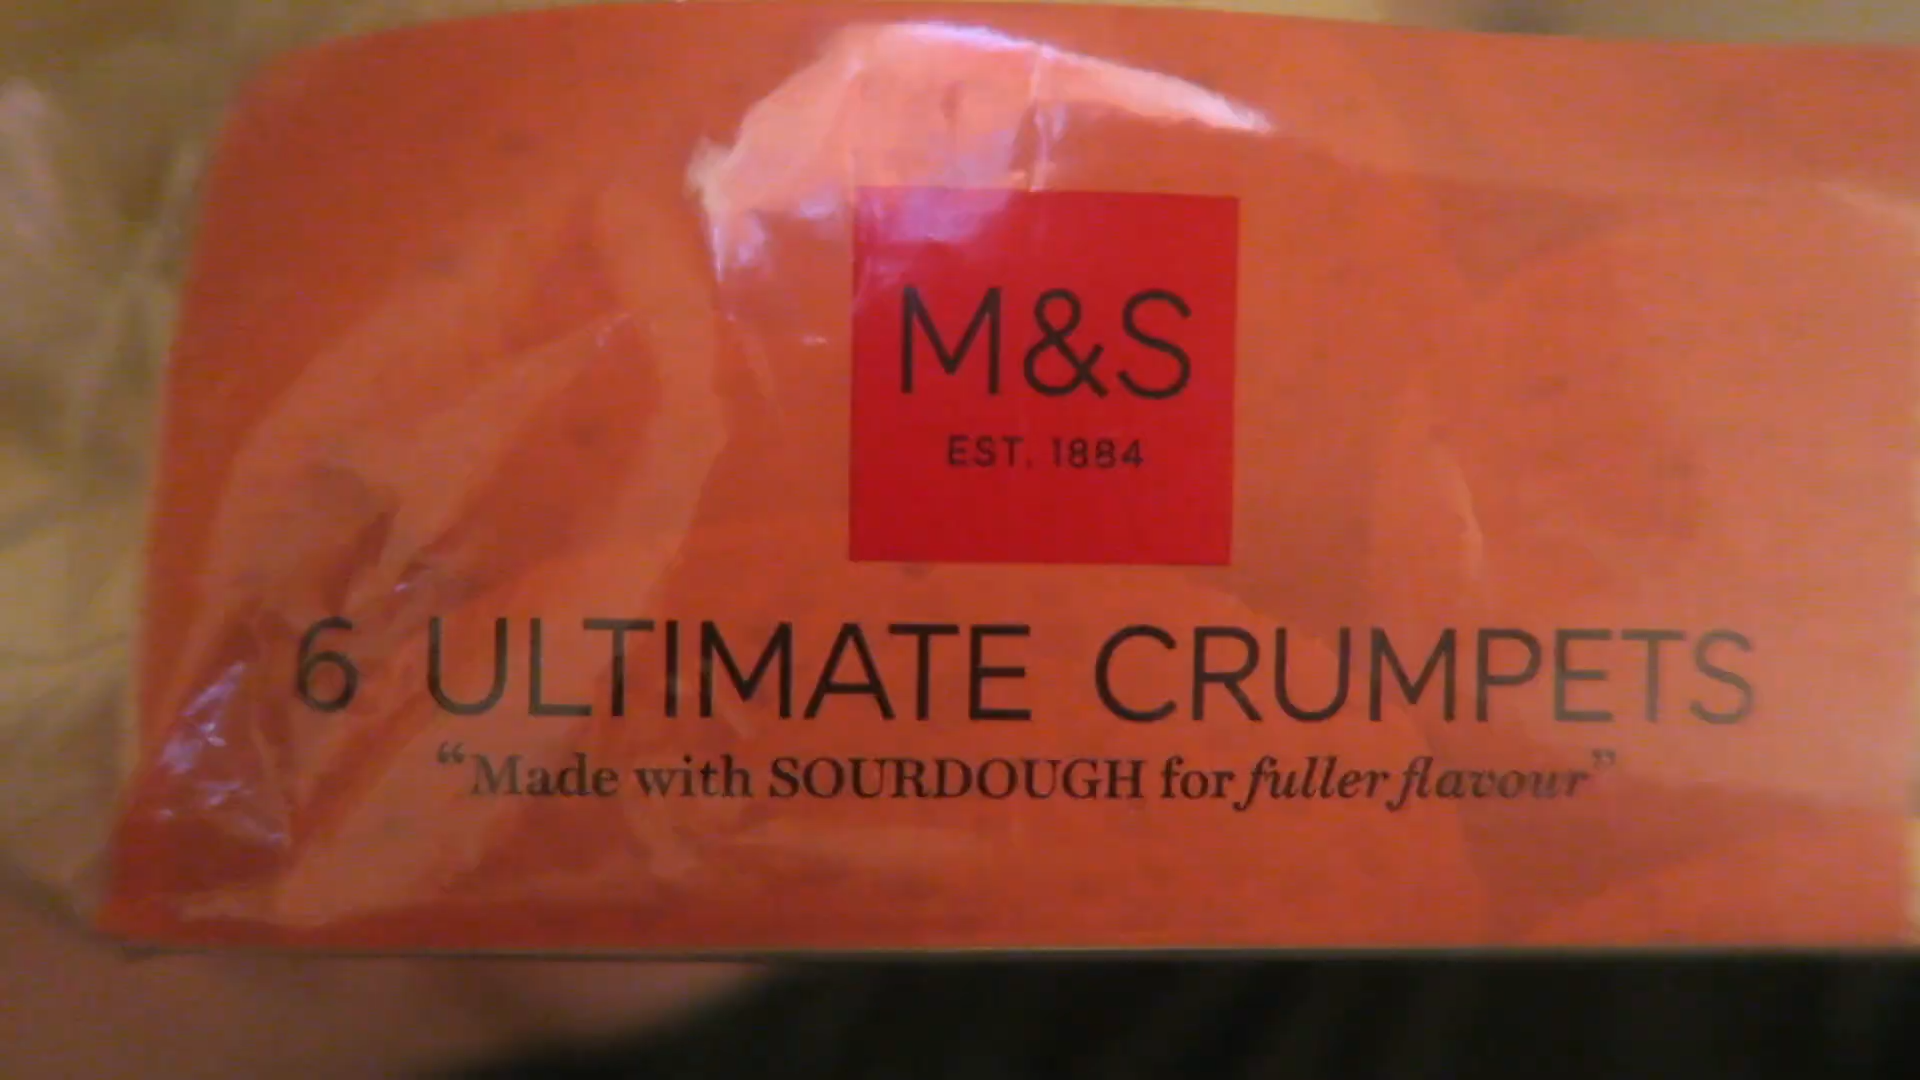 M&S
EST. 1884
6 ULTIMATE CRUMPETS
“Made with SOURDOUGH for fuller flavour”